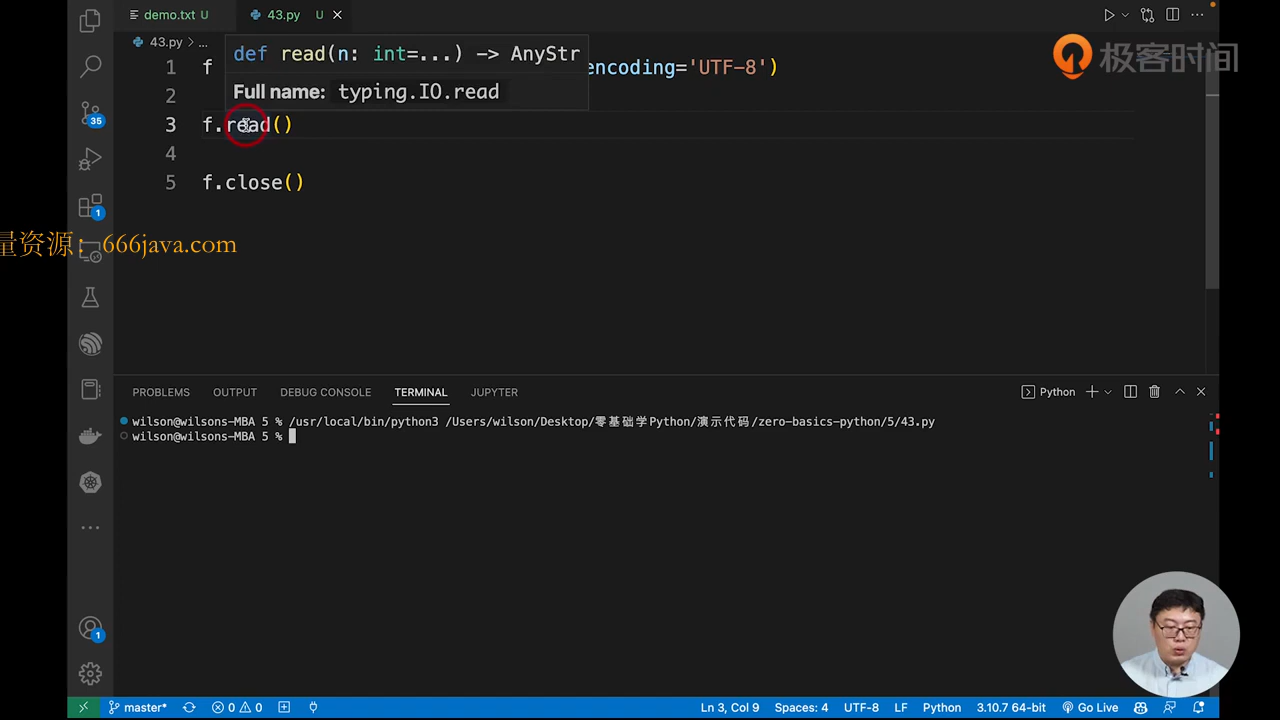 demo.txt U
43.py U
43.py > ...
极客时间
def read(n: int=...) -> AnyStr
Full name: typing.IO.read
1 f encoding='UTF-8')
2
3 f.read()
4
5 f.close()
35
1
量资源：666java.com
PROBLEMS OUTPUT DEBUG CONSOLE TERMINAL JUPYTER
Python
wilson@wilsons-MBA 5 % /usr/local/bin/python3 /Users/wilson/Desktop/零基础学Python/演示代码/zero-basics-python/5/43.py
wilson@wilsons-MBA 5 %
1
master* 0 0 Ln 3, Col 9 Spaces: 4 UTF-8 LF Python 3.10.7 64-bit Go Live